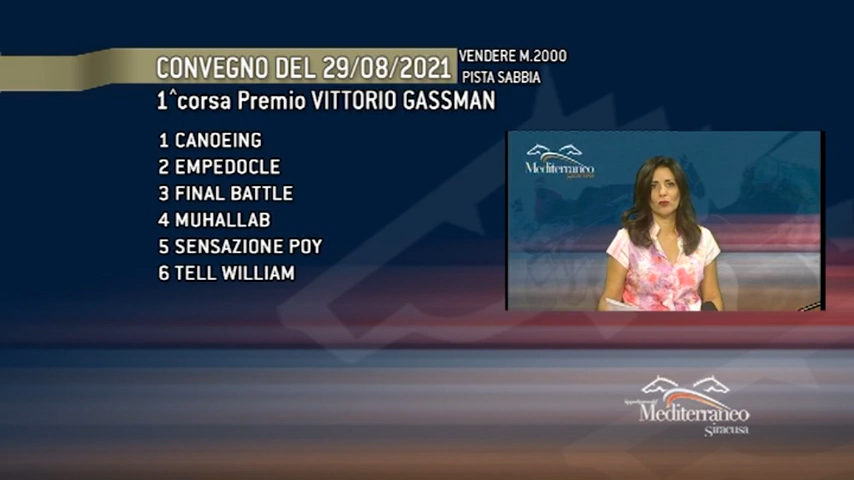 CONVEGNO DEL 29/08/2021
VENDERE M.2000
PISTA SABBIA
1^corsa Premio VITTORIO GASSMAN
1 CANOEING
2 EMPEDOCLE
3 FINAL BATTLE
4 MUHALLAB
5 SENSAZIONE POY
6 TELL WILLIAM
Mediterraneo
Mediterraneo
Siracusa